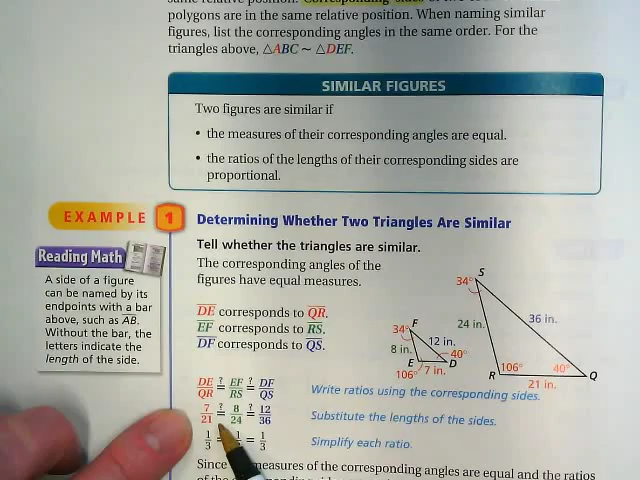 same relative position. Corresponding sides of
polygons are in the same relative position. When naming similar
figures, list the corresponding angles in the same order. For the
triangles above, △ABC ~ △DEF.
SIMILAR FIGURES
Two figures are similar if
• the measures of their corresponding angles are equal.
• the ratios of the lengths of their corresponding sides are
proportional.
EXAMPLE 1
Determining Whether Two Triangles Are Similar
Tell whether the triangles are similar.
The corresponding angles of the
figures have equal measures.
DE corresponds to QR.
EF corresponds to RS.
DF corresponds to QS.
Reading Math
A side of a figure
can be named by its
endpoints with a bar
above, such as AB.
Without the bar, the
letters indicate the
length of the side.
F
34°
12 in.
8 in.
40°
E
D
106°
7 in.
S
34°
24 in.
36 in.
106°
40°
R
Q
21 in.
DE/QR ≟ EF/RS ≟ DF/QS
Write ratios using the corresponding sides.
7/21 ≟ 8/24 ≟ 12/36
Substitute the lengths of the sides.
1/3 = 1/ = 1/3
Simplify each ratio.
Since measures of the corresponding angles are equal and the ratios